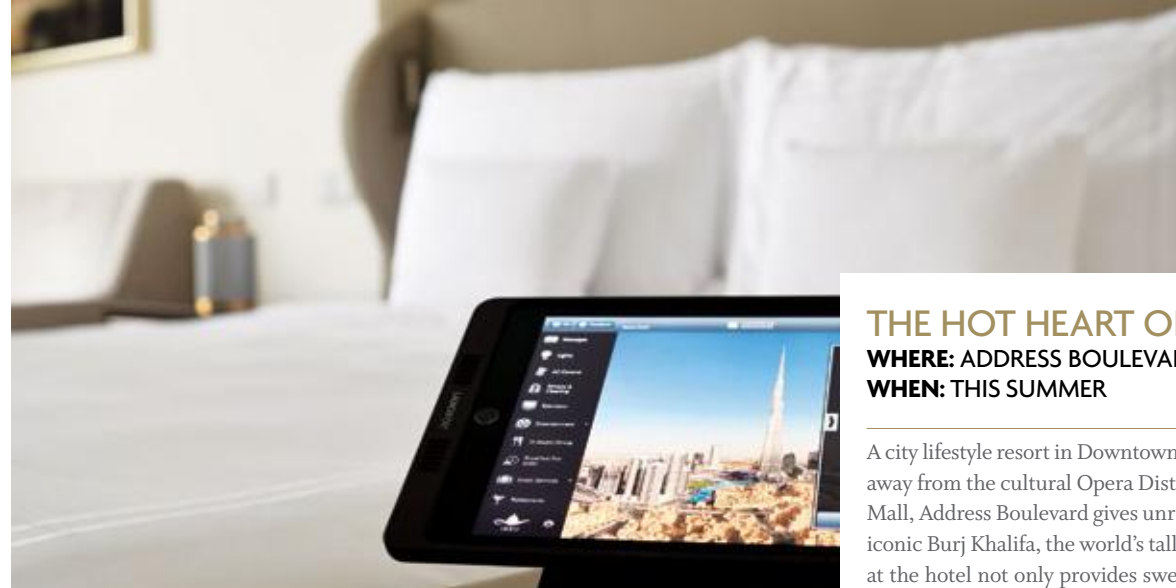 THE HOT HEART O
WHERE: ADDRESS BOULEVA
WHEN: THIS SUMMER
A city lifestyle resort in Downtown
away from the cultural Opera Dist
Mall, Address Boulevard gives unr
iconic Burj Khalifa, the world's tall
at the hotel not only provides swe